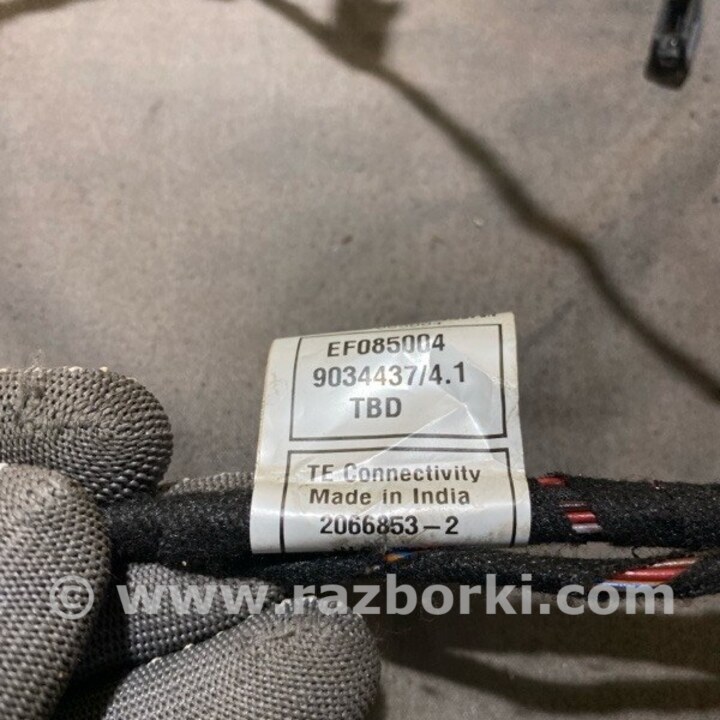 EF085004
9034437/4.1
TBD
TE Connectivity
Made in India
2066853-2
© www.razborki.com